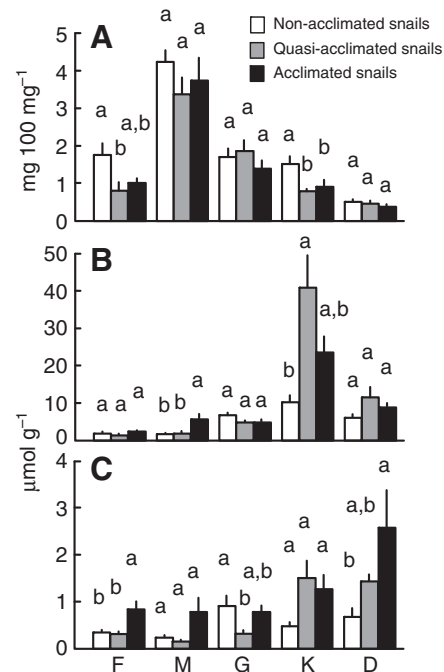 A
Non-acclimated snails
Quasi-acclimated snails
Acclimated snails
mg 100 mg⁻¹
5
4
3
2
1
0
a b a,b
a a a
a a a
a b b
a a a
B
µmol g⁻¹
50
40
30
20
10
0
a a a
b b a
a a a
b a a,b
a a a
C
4
3
2
1
0
b b a
a a a
a b a,b
a a a
b a,b a
F M G K D